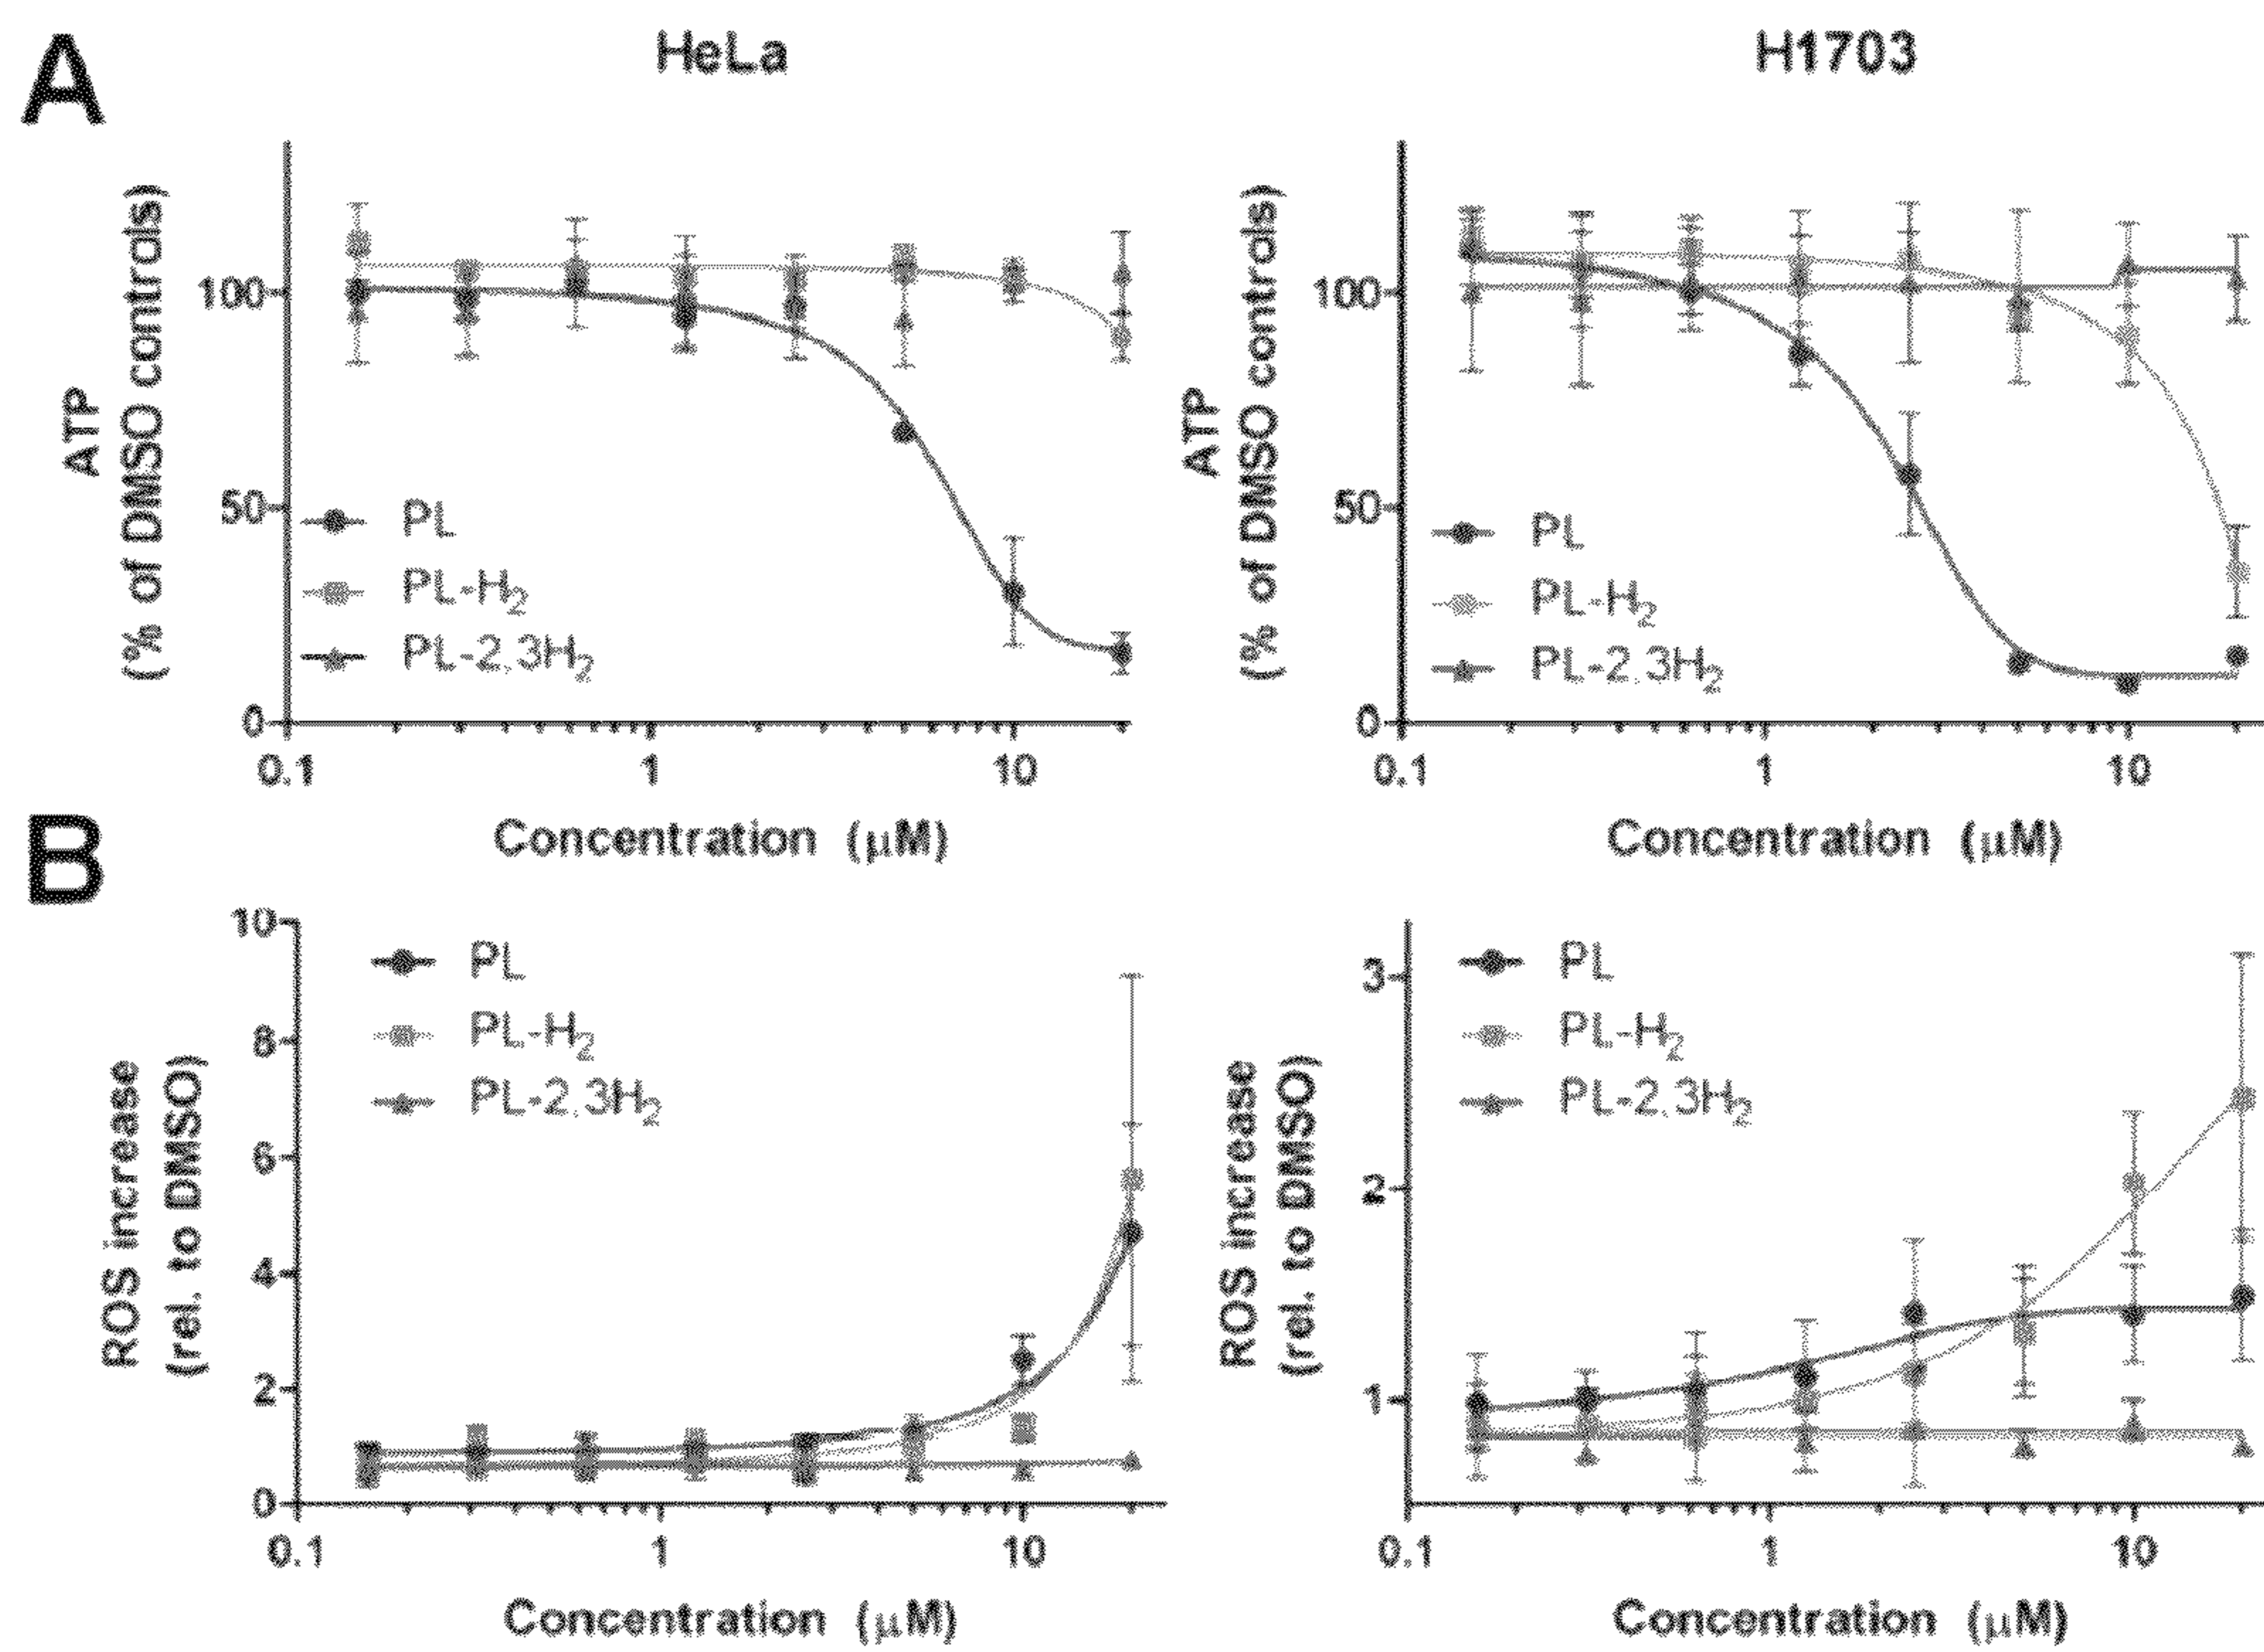 A
HeLa
H1703
ATP
(% of DMSO controls)
100
50
0
PL
PL-H2
PL-2,3H2
0.1
1
10
Concentration (μM)
ATP
(% of DMSO controls)
100
50
0
PL
PL-H2
PL-2,3H2
0.1
1
10
Concentration (μM)
B
ROS increase
(rel. to DMSO)
10
8
6
4
2
0
PL
PL-H2
PL-2,3H2
0.1
1
10
Concentration (μM)
ROS increase
(rel. to DMSO)
3
2
1
PL
PL-H2
PL-2,3H2
0.1
1
10
Concentration (μM)